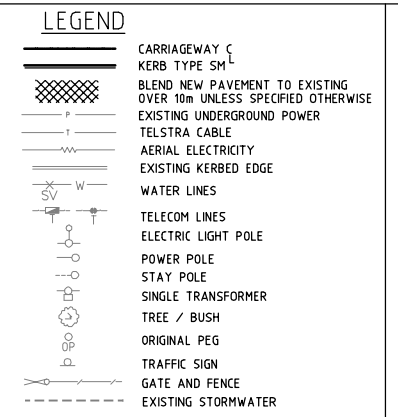 LEGEND
CARRIAGEWAY C
L
KERB TYPE SM
BLEND NEW PAVEMENT TO EXISTING
OVER 10m UNLESS SPECIFIED OTHERWISE
P EXISTING UNDERGROUND POWER
T TELSTRA CABLE
AERIAL ELECTRICITY
EXISTING KERBED EDGE
W
SV WATER LINES
T TELECOM LINES
ELECTRIC LIGHT POLE
POWER POLE
STAY POLE
SINGLE TRANSFORMER
TREE / BUSH
OP ORIGINAL PEG
TRAFFIC SIGN
GATE AND FENCE
EXISTING STORMWATER